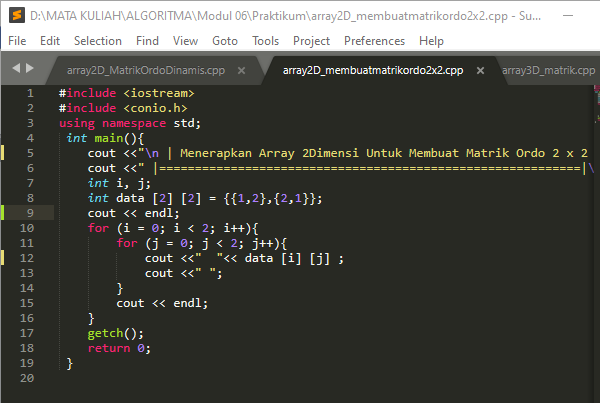 D:\MATA KULIAH\ALGORITMA\Modul 06\Praktikum\array2D_membuatmatrikordo2x2.cpp - Su...
File Edit Selection Find View Goto Tools Project Preferences Help
array2D_MatrikOrdoDinamis.cpp × array2D_membuatmatrikordo2x2.cpp × array3D_matrik.cpp
1 #include <iostream>
2 #include <conio.h>
3 using namespace std;
4 int main(){
5 cout <<"\n | Menerapkan Array 2Dimensi Untuk Membuat Matrik Ordo 2 x 2
6 cout <<" |===========================================================|\
7 int i, j;
8 int data [2] [2] = {{1,2},{2,1}};
9 cout << endl;
10 for (i = 0; i < 2; i++){
11 for (j = 0; j < 2; j++){
12 cout <<"  "<< data [i] [j] ;
13 cout <<" ";
14 }
15 cout << endl;
16 }
17 getch();
18 return 0;
19 }
20